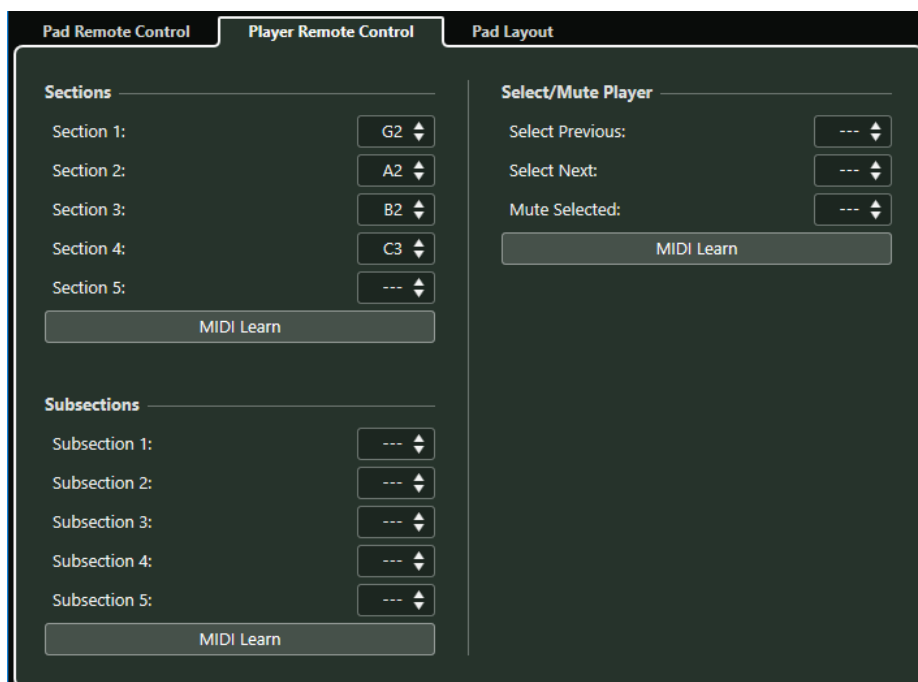 Pad Remote Control Player Remote Control Pad Layout
Sections
Section 1: G2
Section 2: A2
Section 3: B2
Section 4: C3
Section 5: ---
MIDI Learn
Subsections
Subsection 1: ---
Subsection 2: ---
Subsection 3: ---
Subsection 4: ---
Subsection 5: ---
MIDI Learn
Select/Mute Player
Select Previous: ---
Select Next: ---
Mute Selected: ---
MIDI Learn